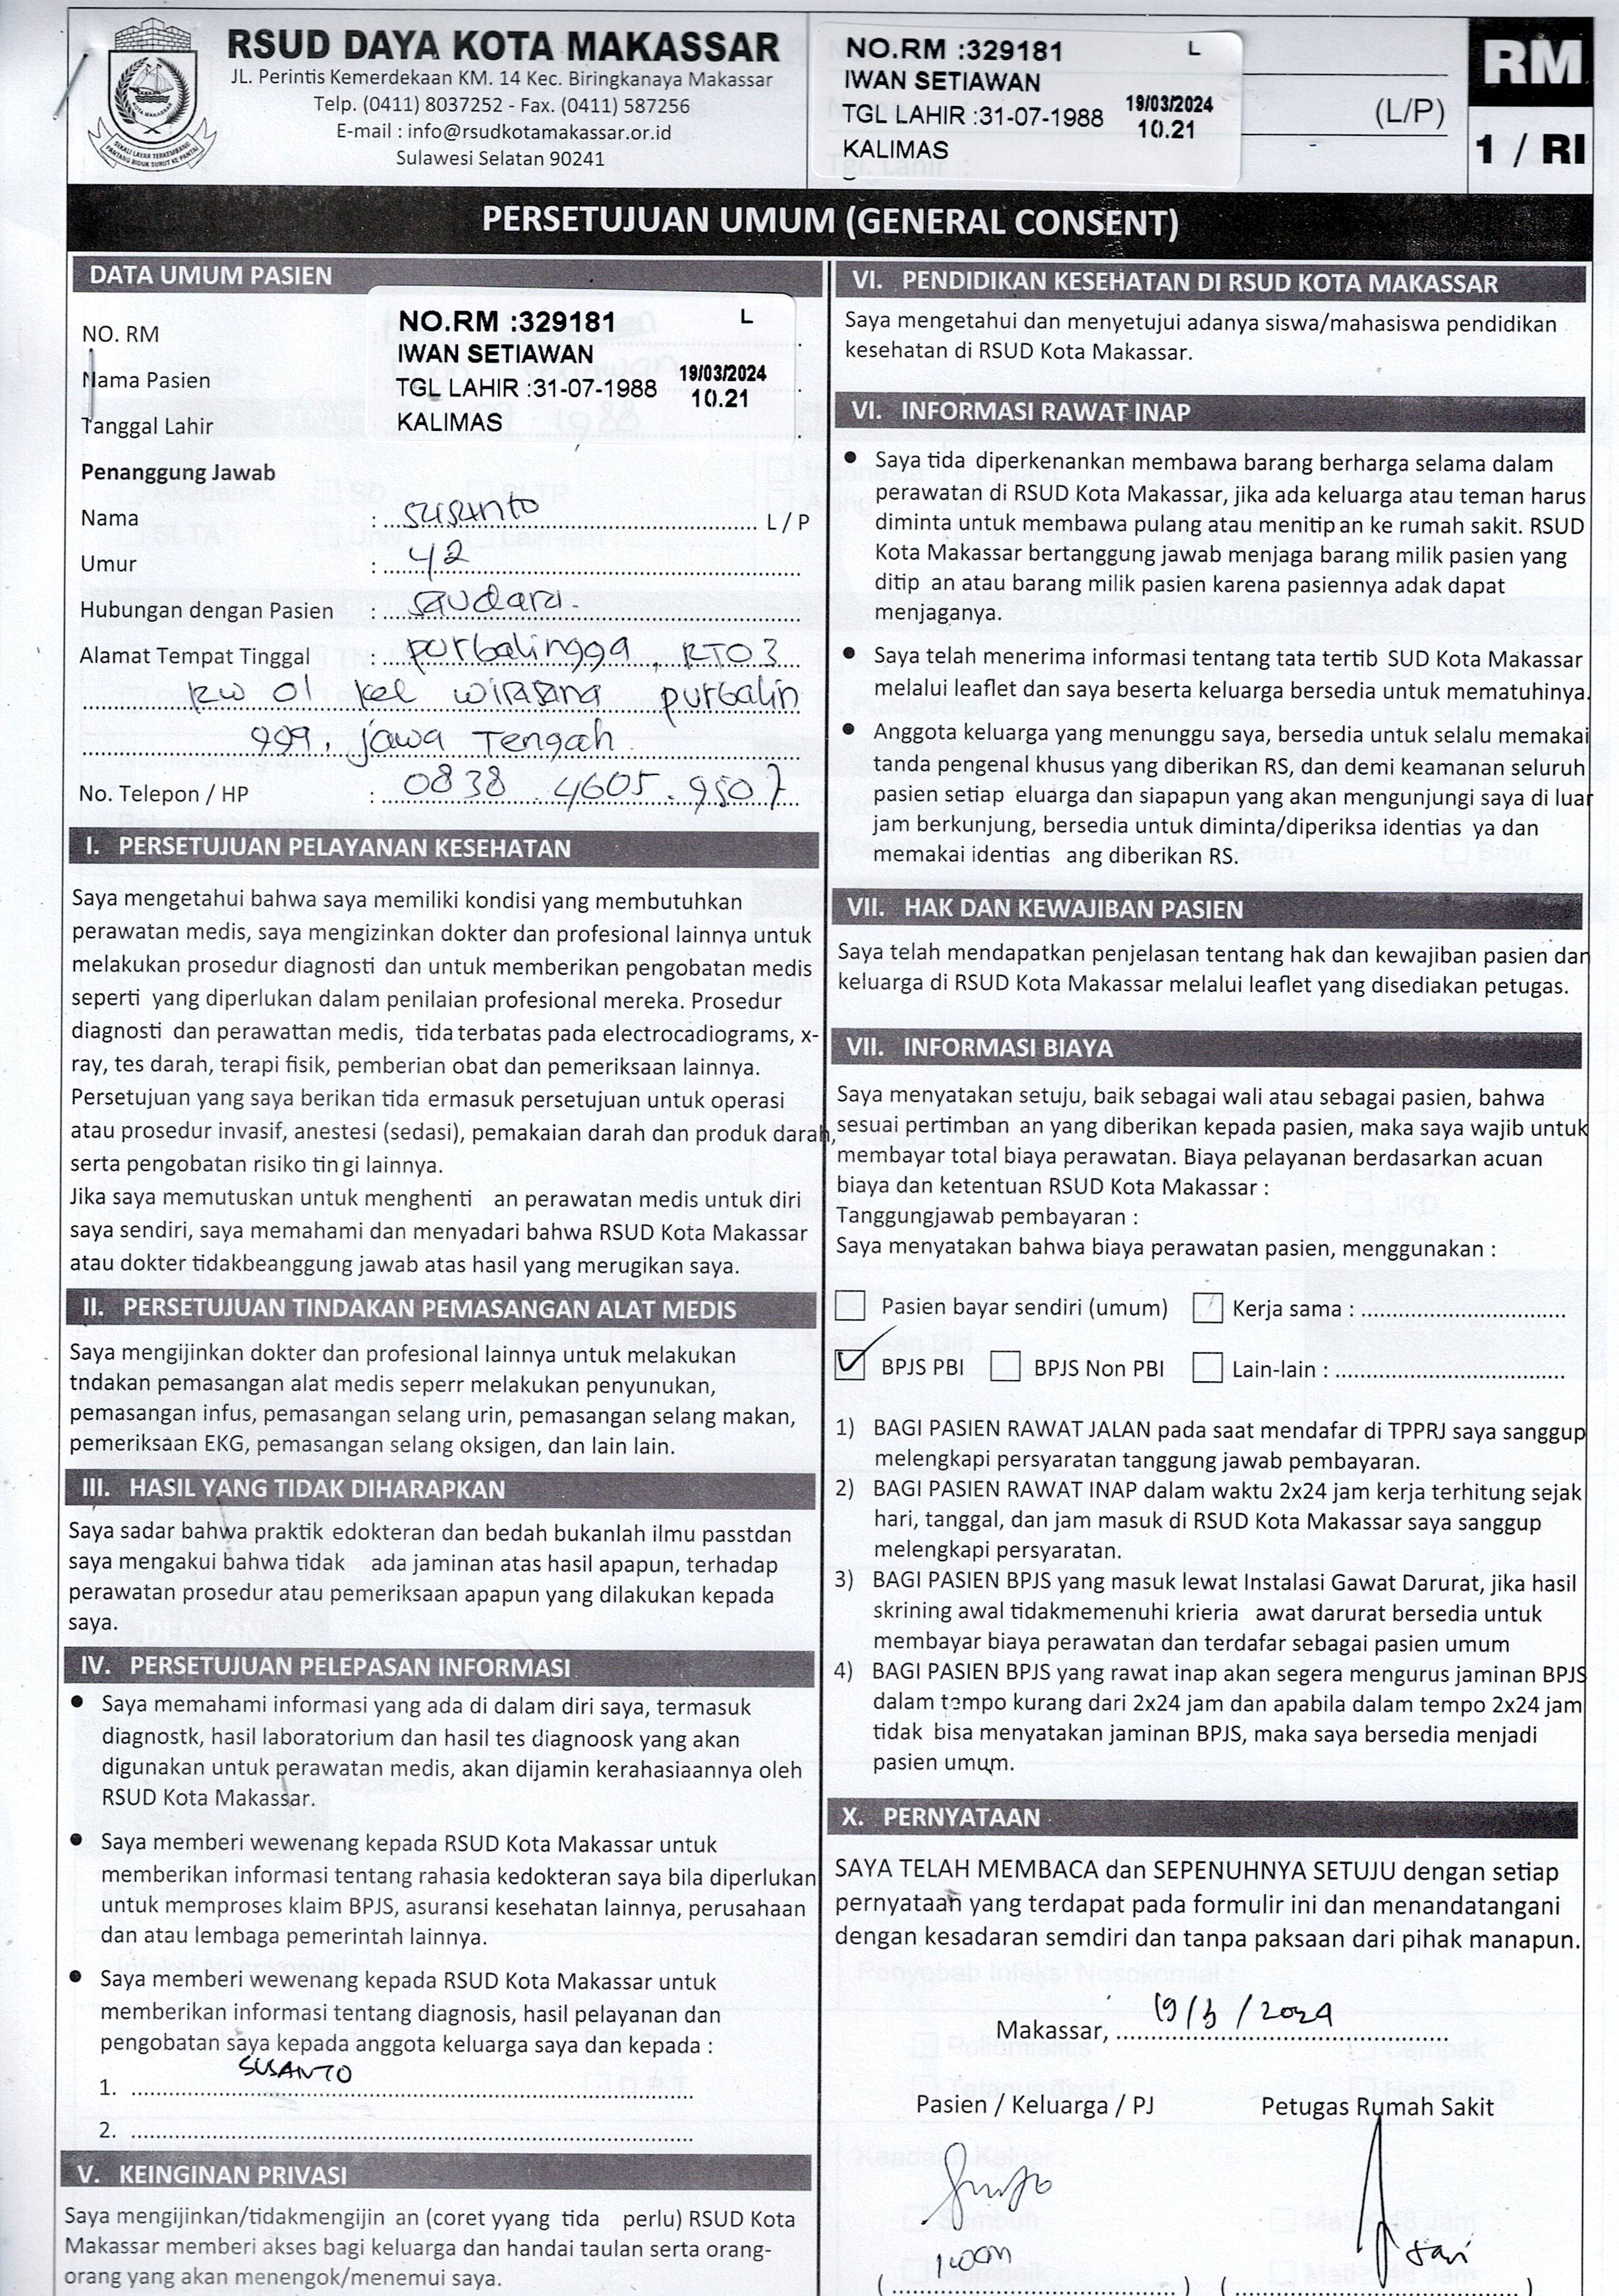 RSUD DAYA KOTA MAKASSAR
JL. Perintis Kemerdekaan KM. 14 Kec. Biringkanaya Makassar
Telp. (0411) 8037252 - Fax. (0411) 587256
E-mail : info@rsudkotamakassar.or.id
Sulawesi Selatan 90241
NO.RM :329181 L
IWAN SETIAWAN
TGL LAHIR :31-07-1988 19/03/2024
10.21
KALIMAS
(L/P)
RM
1 / RI
PERSETUJUAN UMUM (GENERAL CONSENT)
DATA UMUM PASIEN
NO. RM
Nama Pasien
Tanggal Lahir
NO.RM :329181 L
IWAN SETIAWAN
TGL LAHIR :31-07-1988 19/03/2024
10.21
KALIMAS
Penanggung Jawab
Nama : susanto L / P
Umur : 42
Hubungan dengan Pasien : saudara.
Alamat Tempat Tinggal : purbalingga, RT03
RW 01 kel wirasana purbalin
gga, jawa Tengah
No. Telepon / HP : 0838 4605.9507
I. PERSETUJUAN PELAYANAN KESEHATAN
Saya mengetahui bahwa saya memiliki kondisi yang membutuhkan
perawatan medis, saya mengizinkan dokter dan profesional lainnya untuk
melakukan prosedur diagnosti dan untuk memberikan pengobatan medis
seperti yang diperlukan dalam penilaian profesional mereka. Prosedur
diagnosti dan perawattan medis, tida terbatas pada electrocadiograms, x-
ray, tes darah, terapi fisik, pemberian obat dan pemeriksaan lainnya.
Persetujuan yang saya berikan tida ermasuk persetujuan untuk operasi
atau prosedur invasif, anestesi (sedasi), pemakaian darah dan produk darah,
serta pengobatan risiko tin gi lainnya.
Jika saya memutuskan untuk menghenti an perawatan medis untuk diri
saya sendiri, saya memahami dan menyadari bahwa RSUD Kota Makassar
atau dokter tidakbeanggung jawab atas hasil yang merugikan saya.
II. PERSETUJUAN TINDAKAN PEMASANGAN ALAT MEDIS
Saya mengijinkan dokter dan profesional lainnya untuk melakukan
tndakan pemasangan alat medis seperr melakukan penyunukan,
pemasangan infus, pemasangan selang urin, pemasangan selang makan,
pemeriksaan EKG, pemasangan selang oksigen, dan lain lain.
III. HASIL YANG TIDAK DIHARAPKAN
Saya sadar bahwa praktik edokteran dan bedah bukanlah ilmu passtdan
saya mengakui bahwa tidak ada jaminan atas hasil apapun, terhadap
perawatan prosedur atau pemeriksaan apapun yang dilakukan kepada
saya.
IV. PERSETUJUAN PELEPASAN INFORMASI
● Saya memahami informasi yang ada di dalam diri saya, termasuk
diagnostk, hasil laboratorium dan hasil tes diagnoosk yang akan
digunakan untuk perawatan medis, akan dijamin kerahasiaannya oleh
RSUD Kota Makassar.
● Saya memberi wewenang kepada RSUD Kota Makassar untuk
memberikan informasi tentang rahasia kedokteran saya bila diperlukan
untuk memproses klaim BPJS, asuransi kesehatan lainnya, perusahaan
dan atau lembaga pemerintah lainnya.
● Saya memberi wewenang kepada RSUD Kota Makassar untuk
memberikan informasi tentang diagnosis, hasil pelayanan dan
pengobatan saya kepada anggota keluarga saya dan kepada :
1. SUSANTO
2.
V. KEINGINAN PRIVASI
Saya mengijinkan/tidakmengijin an (coret yyang tida perlu) RSUD Kota
Makassar memberi akses bagi keluarga dan handai taulan serta orang-
orang yang akan menengok/menemui saya.
VI. PENDIDIKAN KESEHATAN DI RSUD KOTA MAKASSAR
Saya mengetahui dan menyetujui adanya siswa/mahasiswa pendidikan
kesehatan di RSUD Kota Makassar.
VI. INFORMASI RAWAT INAP
● Saya tida diperkenankan membawa barang berharga selama dalam
perawatan di RSUD Kota Makassar, jika ada keluarga atau teman harus
diminta untuk membawa pulang atau menitip an ke rumah sakit. RSUD
Kota Makassar bertanggung jawab menjaga barang milik pasien yang
ditip an atau barang milik pasien karena pasiennya adak dapat
menjaganya.
● Saya telah menerima informasi tentang tata tertib SUD Kota Makassar
melalui leaflet dan saya beserta keluarga bersedia untuk mematuhinya.
● Anggota keluarga yang menunggu saya, bersedia untuk selalu memakai
tanda pengenal khusus yang diberikan RS, dan demi keamanan seluruh
pasien setiap eluarga dan siapapun yang akan mengunjungi saya di luar
jam berkunjung, bersedia untuk diminta/diperiksa identias ya dan
memakai identias ang diberikan RS.
VII. HAK DAN KEWAJIBAN PASIEN
Saya telah mendapatkan penjelasan tentang hak dan kewajiban pasien dan
keluarga di RSUD Kota Makassar melalui leaflet yang disediakan petugas.
VII. INFORMASI BIAYA
Saya menyatakan setuju, baik sebagai wali atau sebagai pasien, bahwa
sesuai pertimban an yang diberikan kepada pasien, maka saya wajib untuk
membayar total biaya perawatan. Biaya pelayanan berdasarkan acuan
biaya dan ketentuan RSUD Kota Makassar :
Tanggungjawab pembayaran :
Saya menyatakan bahwa biaya perawatan pasien, menggunakan :
☐ Pasien bayar sendiri (umum) ☐ Kerja sama :
☑ BPJS PBI ☐ BPJS Non PBI ☐ Lain-lain :
1) BAGI PASIEN RAWAT JALAN pada saat mendafar di TPPRJ saya sanggup
melengkapi persyaratan tanggung jawab pembayaran.
2) BAGI PASIEN RAWAT INAP dalam waktu 2x24 jam kerja terhitung sejak
hari, tanggal, dan jam masuk di RSUD Kota Makassar saya sanggup
melengkapi persyaratan.
3) BAGI PASIEN BPJS yang masuk lewat Instalasi Gawat Darurat, jika hasil
skrining awal tidakmemenuhi krieria awat darurat bersedia untuk
membayar biaya perawatan dan terdafar sebagai pasien umum
4) BAGI PASIEN BPJS yang rawat inap akan segera mengurus jaminan BPJS
dalam tempo kurang dari 2x24 jam dan apabila dalam tempo 2x24 jam
tidak bisa menyatakan jaminan BPJS, maka saya bersedia menjadi
pasien umum.
X. PERNYATAAN
SAYA TELAH MEMBACA dan SEPENUHNYA SETUJU dengan setiap
pernyataan yang terdapat pada formulir ini dan menandatangani
dengan kesadaran semdiri dan tanpa paksaan dari pihak manapun.
Makassar, 19/3/2024
Pasien / Keluarga / PJ Petugas Rumah Sakit